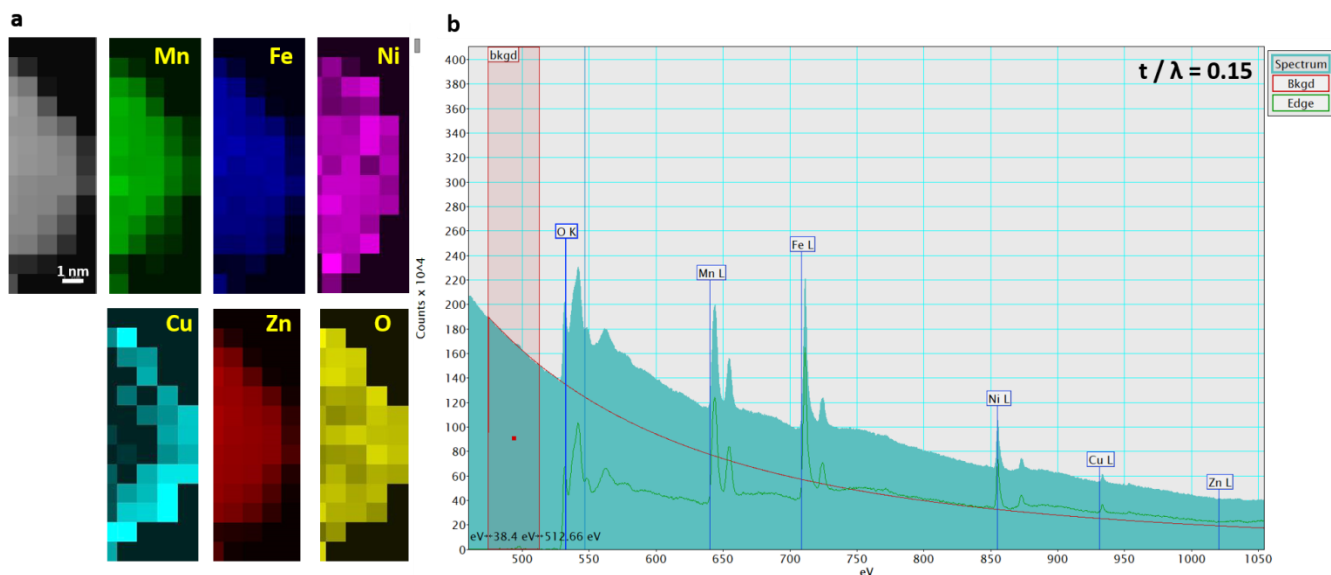 a
Mn
Fe
Ni
1 nm
Cu
Zn
O
b
bkgd
t / λ = 0.15
Spectrum
Bkgd
Edge
400
380
360
340
320
300
280
260
240
220
200
180
160
140
120
100
80
60
40
20
0
Counts x 10^4
O K
Mn L
Fe L
Ni L
Cu L
Zn L
eV↔38.4 eV↔512.66 eV
500
550
600
650
700
750
800
850
900
950
1000
1050
eV